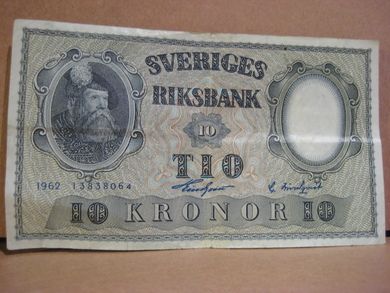 SVERIGES
RIKSBANK
10
TIO
1962 13838064
10 KRONOR 10